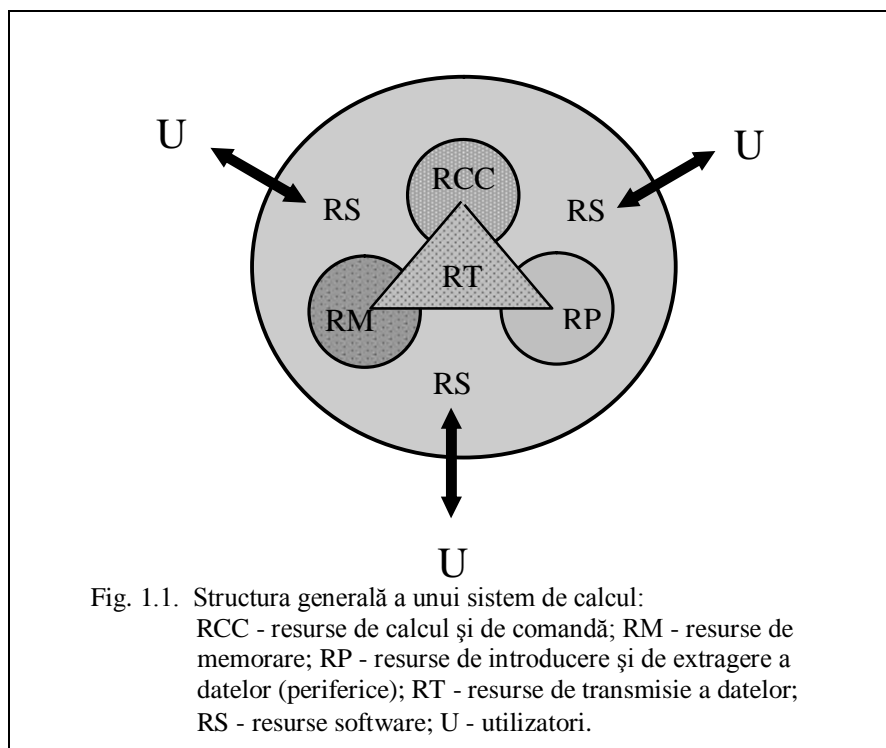 U
U
RCC
RS
RS
RT
RM
RP
RS
U
Fig. 1.1. Structura generală a unui sistem de calcul:
RCC - resurse de calcul şi de comandă; RM - resurse de
memorare; RP - resurse de introducere şi de extragere a
datelor (periferice); RT - resurse de transmisie a datelor;
RS - resurse software; U - utilizatori.